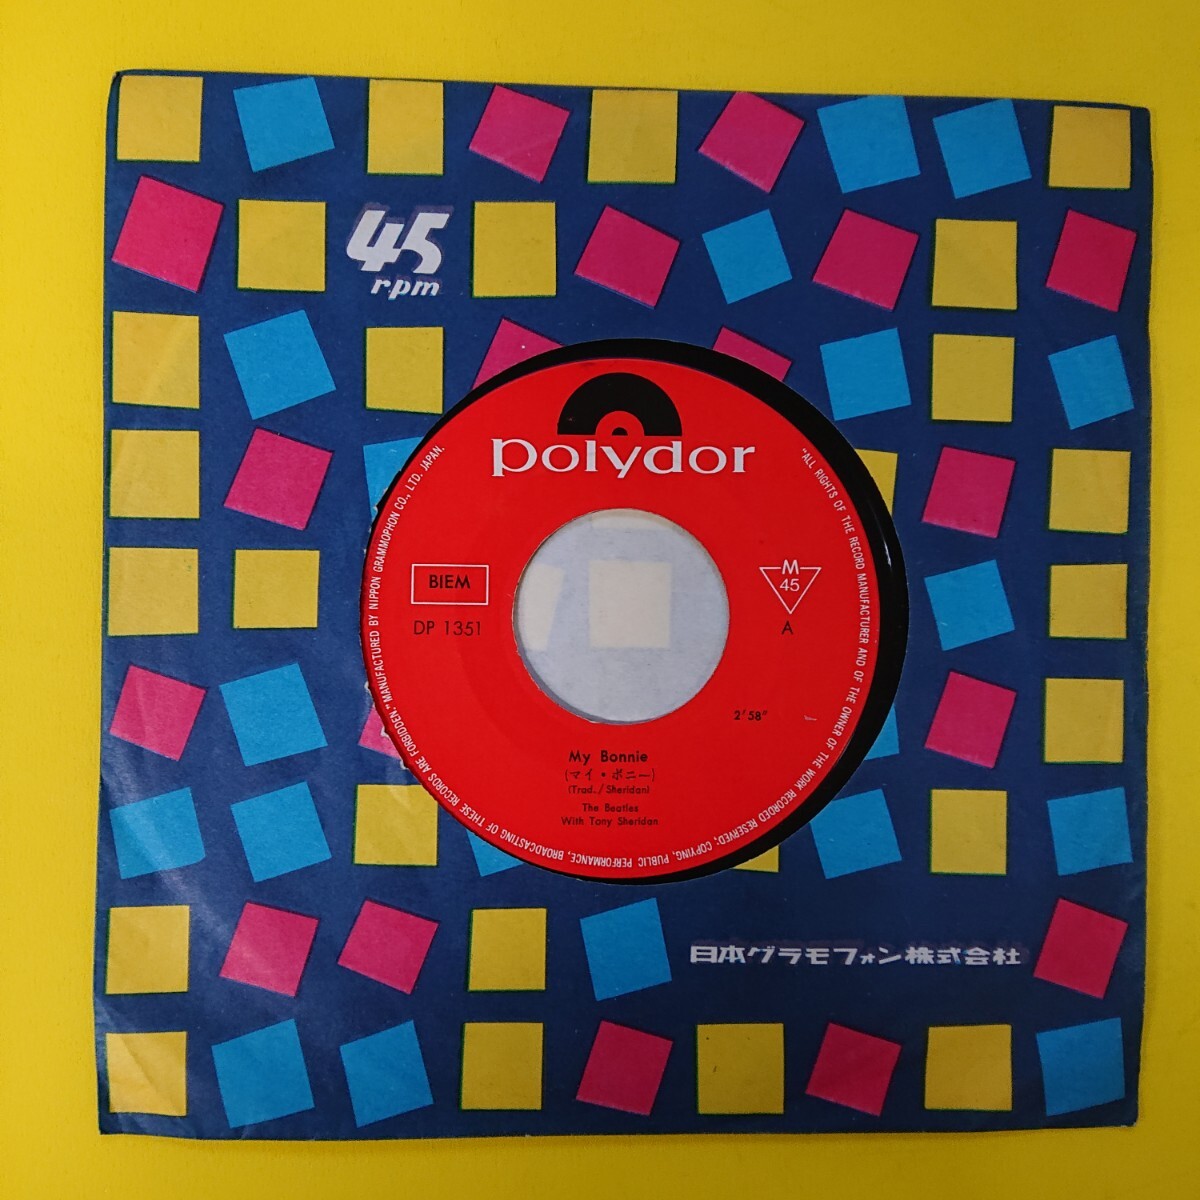 45
rpm
polydor
BIEM
DP 1351
M
45
A
2'58"
My Bonnie
(マイ・ボニー)
(Trad./Sheridan)
The Beatles
With Tony Sheridan
"ALL RIGHTS OF THE RECORD MANUFACTURER AND OF THE OWNER OF THE WORK RECORDED RESERVED; COPYING, PUBLIC PERFORMANCE, BROADCASTING OF THESE RECORDS ARE FORBIDDEN." MANUFACTURED BY NIPPON GRAMMOPHON CO., LTD. JAPAN.
日本グラモフォン株式会社